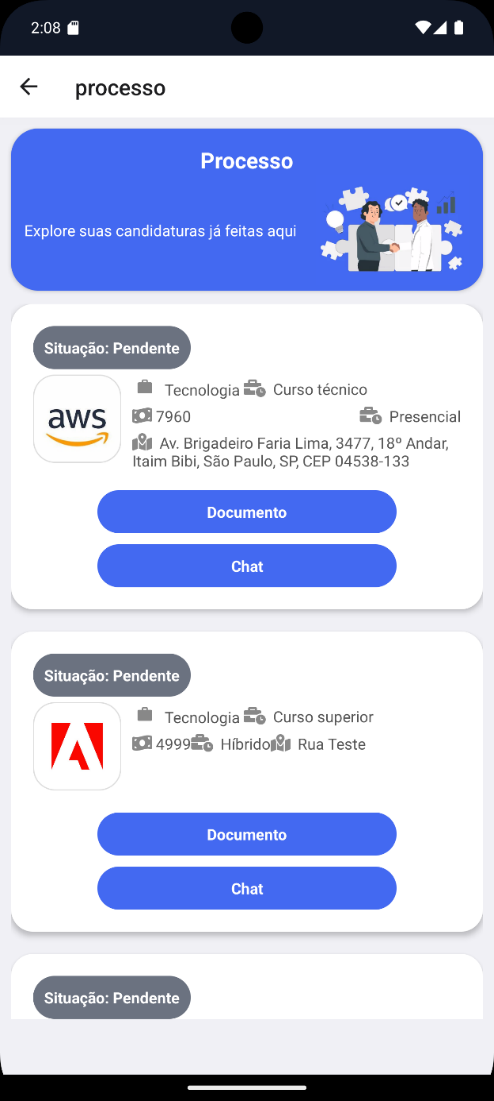 2:08
processo
Processo
Explore suas candidaturas já feitas aqui
Situação: Pendente
aws
Tecnologia Curso técnico
7960 Presencial
Av. Brigadeiro Faria Lima, 3477, 18º Andar,
Itaim Bibi, São Paulo, SP, CEP 04538-133
Documento
Chat
Situação: Pendente
Tecnologia Curso superior
4999 Híbrido Rua Teste
Documento
Chat
Situação: Pendente